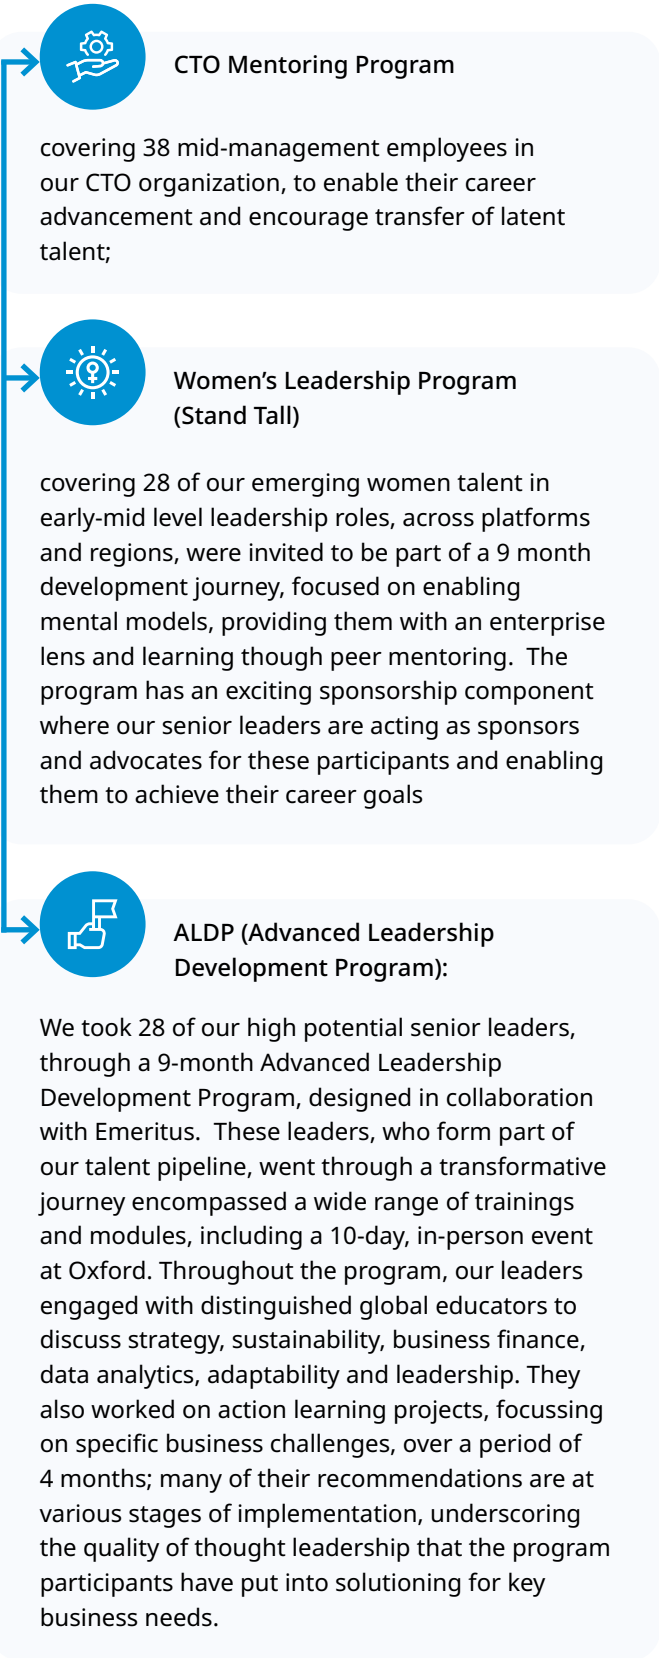 CTO Mentoring Program
covering 38 mid-management employees in
our CTO organization, to enable their career
advancement and encourage transfer of latent
talent;
Women’s Leadership Program
(Stand Tall)
covering 28 of our emerging women talent in
early-mid level leadership roles, across platforms
and regions, were invited to be part of a 9 month
development journey, focused on enabling
mental models, providing them with an enterprise
lens and learning though peer mentoring.  The
program has an exciting sponsorship component
where our senior leaders are acting as sponsors
and advocates for these participants and enabling
them to achieve their career goals
ALDP (Advanced Leadership
Development Program):
We took 28 of our high potential senior leaders,
through a 9-month Advanced Leadership
Development Program, designed in collaboration
with Emeritus.  These leaders, who form part of
our talent pipeline, went through a transformative
journey encompassed a wide range of trainings
and modules, including a 10-day, in-person event
at Oxford. Throughout the program, our leaders
engaged with distinguished global educators to
discuss strategy, sustainability, business finance,
data analytics, adaptability and leadership. They
also worked on action learning projects, focussing
on specific business challenges, over a period of
4 months; many of their recommendations are at
various stages of implementation, underscoring
the quality of thought leadership that the program
participants have put into solutioning for key
business needs.